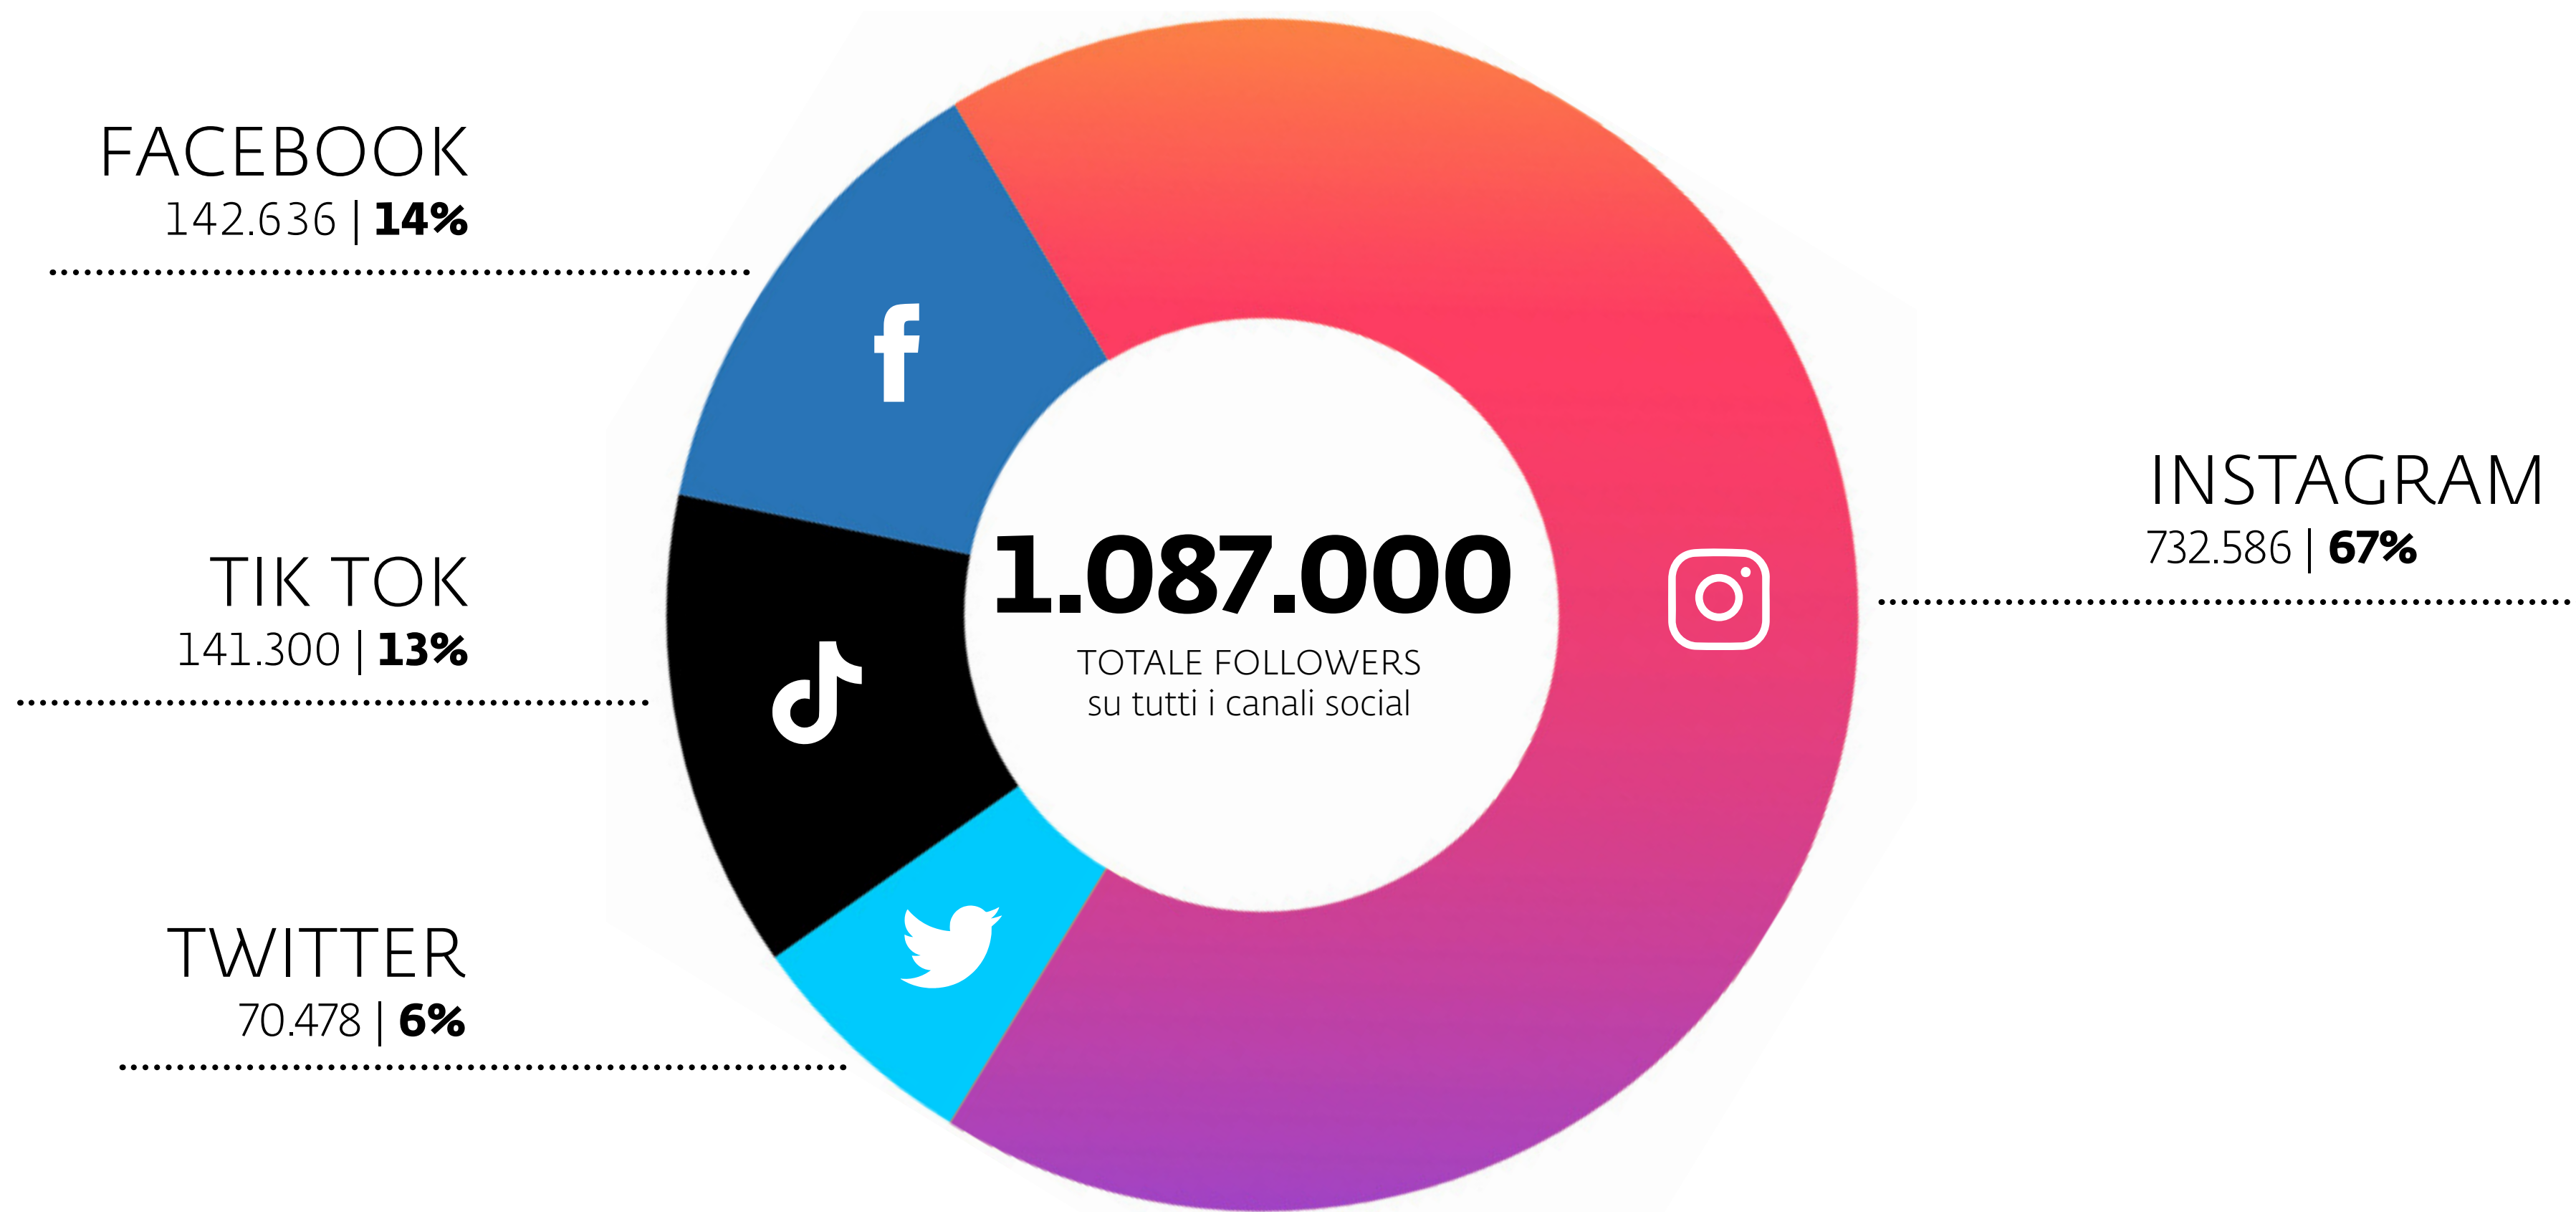 FACEBOOK
142.636 | 14%
TIK TOK
141.300 | 13%
TWITTER
70.478 | 6%
1.087.000
TOTALE FOLLOWERS
su tutti i canali social
INSTAGRAM
732.586 | 67%